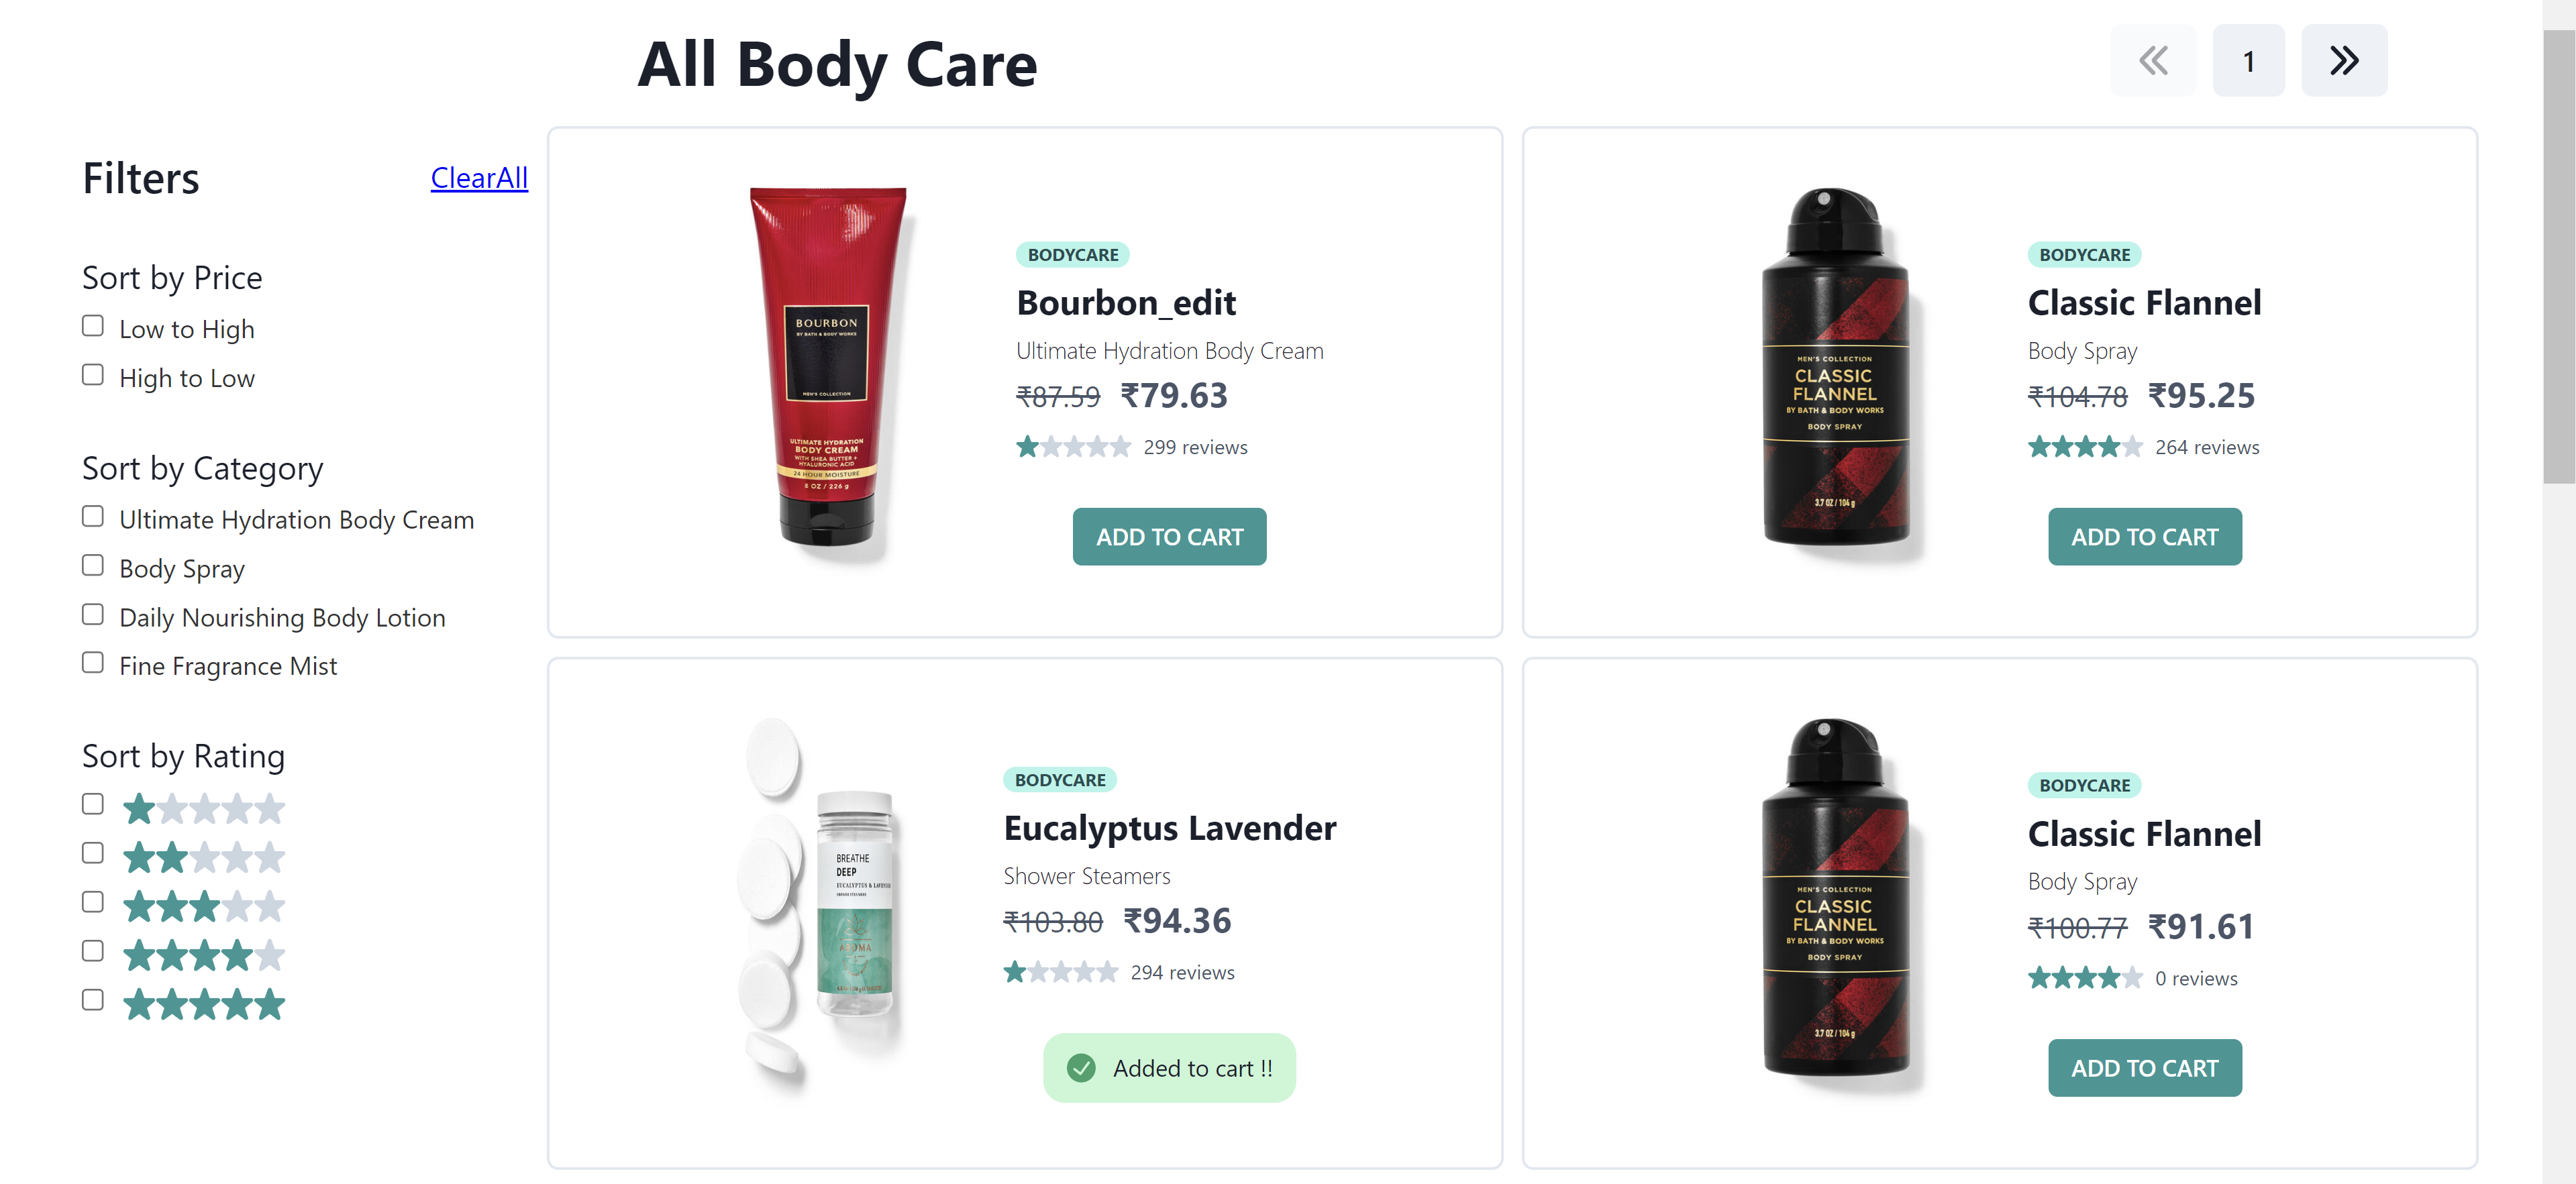 All Body Care
1
Filters
ClearAll
Sort by Price
Low to High
High to Low
Sort by Category
Ultimate Hydration Body Cream
Body Spray
Daily Nourishing Body Lotion
Fine Fragrance Mist
Sort by Rating
BOURBON
BY BATH & BODY WORKS
MEN'S COLLECTION
ULTIMATE HYDRATION
BODY CREAM
WITH SHEA BUTTER +
HYALURONIC ACID
24 HOUR MOISTURE
8 OZ / 226 g
BODYCARE
Bourbon_edit
Ultimate Hydration Body Cream
₹87.59 ₹79.63
299 reviews
ADD TO CART
MEN'S COLLECTION
CLASSIC
FLANNEL
BY BATH & BODY WORKS
BODY SPRAY
3.7 OZ / 104 g
BODYCARE
Classic Flannel
Body Spray
₹104.78 ₹95.25
264 reviews
ADD TO CART
BREATHE
DEEP
EUCALYPTUS & LAVENDER
SHOWER STEAMERS
AROMA
BODYCARE
Eucalyptus Lavender
Shower Steamers
₹103.80 ₹94.36
294 reviews
Added to cart !!
MEN'S COLLECTION
CLASSIC
FLANNEL
BY BATH & BODY WORKS
BODY SPRAY
3.7 OZ / 104 g
BODYCARE
Classic Flannel
Body Spray
₹100.77 ₹91.61
0 reviews
ADD TO CART